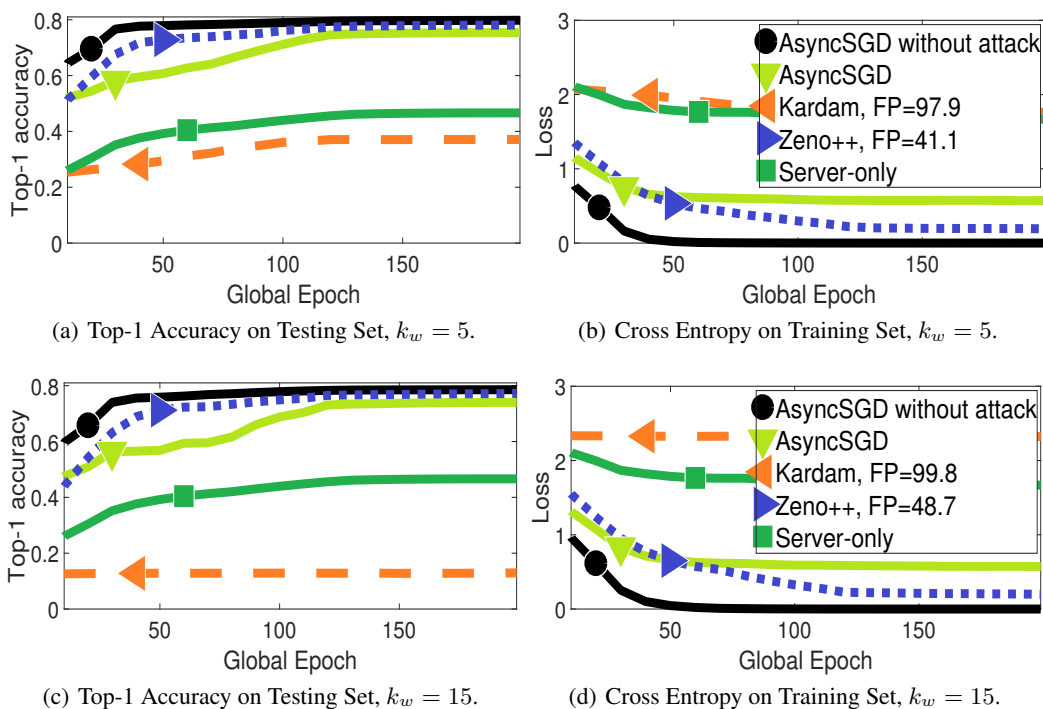 0.8
0.6
0.4
0.2
0
Top-1 accuracy
50
100
150
Global Epoch
(a) Top-1 Accuracy on Testing Set, k_w = 5.
3
2
1
0
Loss
AsyncSGD without attack
AsyncSGD
Kardam, FP=97.9
Zeno++, FP=41.1
Server-only
50
100
150
Global Epoch
(b) Cross Entropy on Training Set, k_w = 5.
0.8
0.6
0.4
0.2
0
Top-1 accuracy
50
100
150
Global Epoch
(c) Top-1 Accuracy on Testing Set, k_w = 15.
3
2
1
0
Loss
AsyncSGD without attack
AsyncSGD
Kardam, FP=99.8
Zeno++, FP=48.7
Server-only
50
100
150
Global Epoch
(d) Cross Entropy on Training Set, k_w = 15.